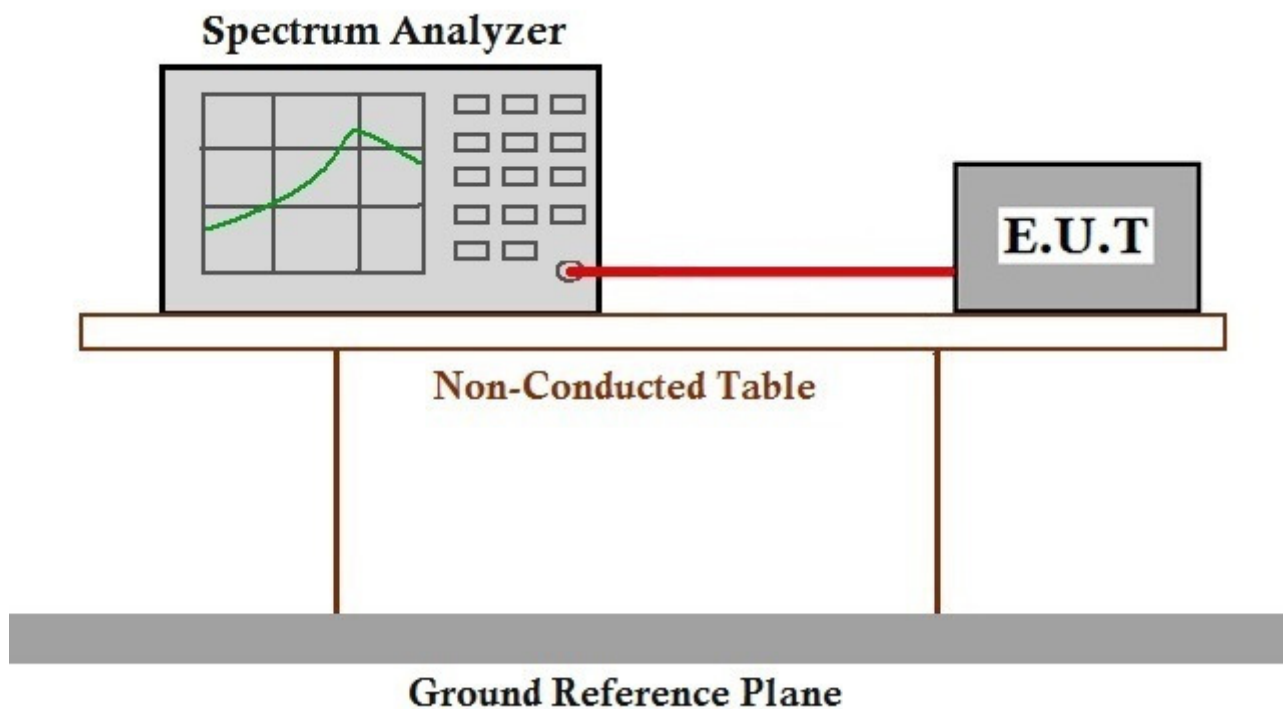 Spectrum Analyzer
E.U.T
Non-Conducted Table
Ground Reference Plane